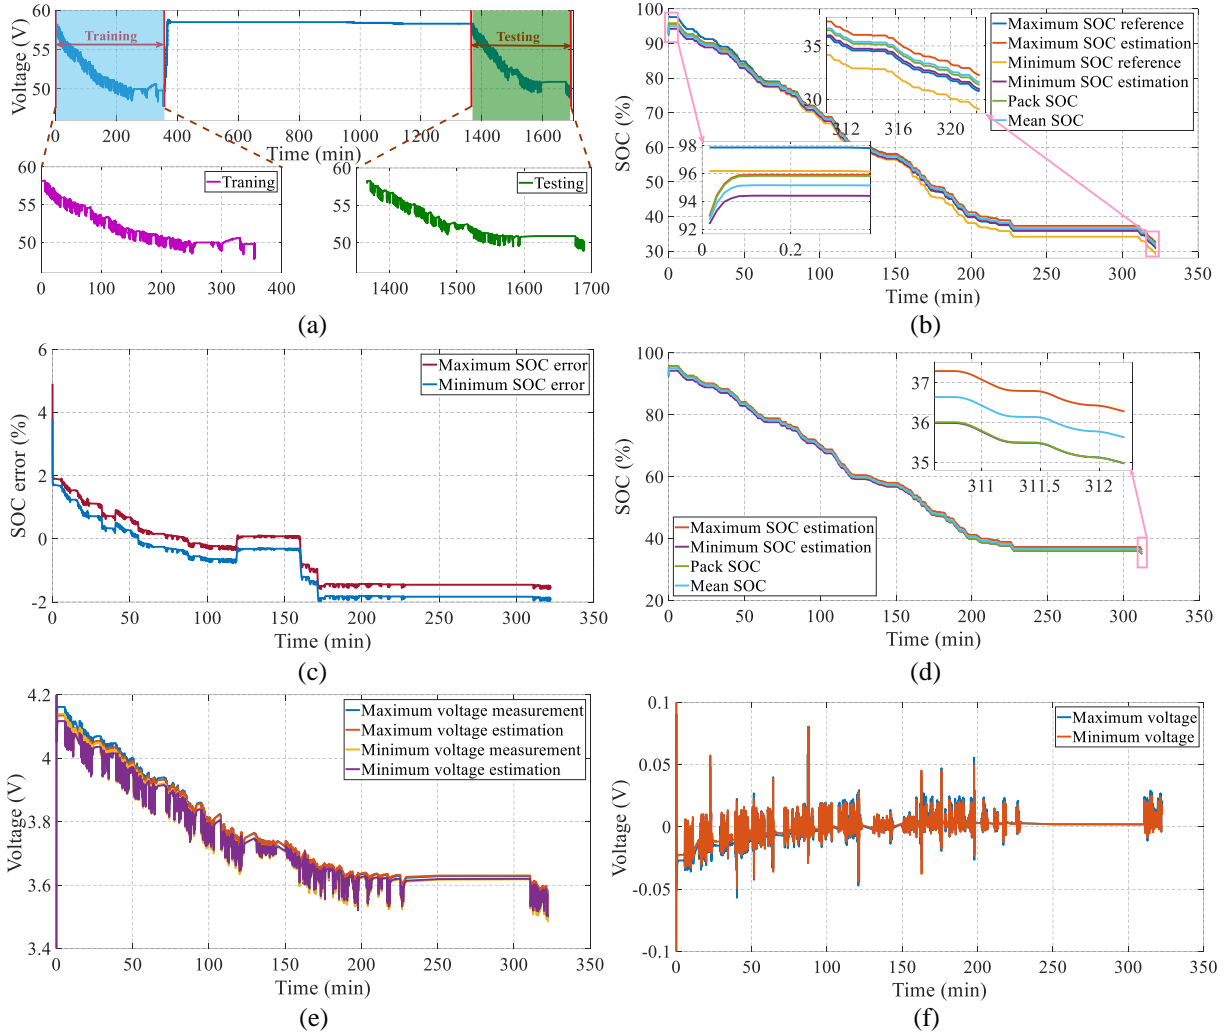 60
55
50
Voltage (V)
Training
Testing
0 200 400 600 800 1000 1200 1400 1600
Time (min)
60
55
50
Traning
0 100 200 300 400
60
55
50
Testing
1400 1500 1600 1700
(a)
100
90
80
70
60
50
40
30
SOC (%)
35
30
312 316 320
Maximum SOC reference
Maximum SOC estimation
Minimum SOC reference
Minimum SOC estimation
Pack SOC
Mean SOC
98
96
94
92
0 0.2
0 50 100 150 200 250 300 350
Time (min)
(b)
6
4
2
0
-2
SOC error (%)
Maximum SOC error
Minimum SOC error
0 50 100 150 200 250 300 350
Time (min)
(c)
100
80
60
40
20
SOC (%)
37
36
35
311 311.5 312
Maximum SOC estimation
Minimum SOC estimation
Pack SOC
Mean SOC
0 50 100 150 200 250 300 350
Time (min)
(d)
4.2
4
3.8
3.6
3.4
Voltage (V)
Maximum voltage measurement
Maximum voltage estimation
Minimum voltage measurement
Minimum voltage estimation
0 50 100 150 200 250 300 350
Time (min)
(e)
0.1
0.05
0
-0.05
-0.1
Voltage (V)
Maximum voltage
Minimum voltage
0 50 100 150 200 250 300 350
Time (min)
(f)